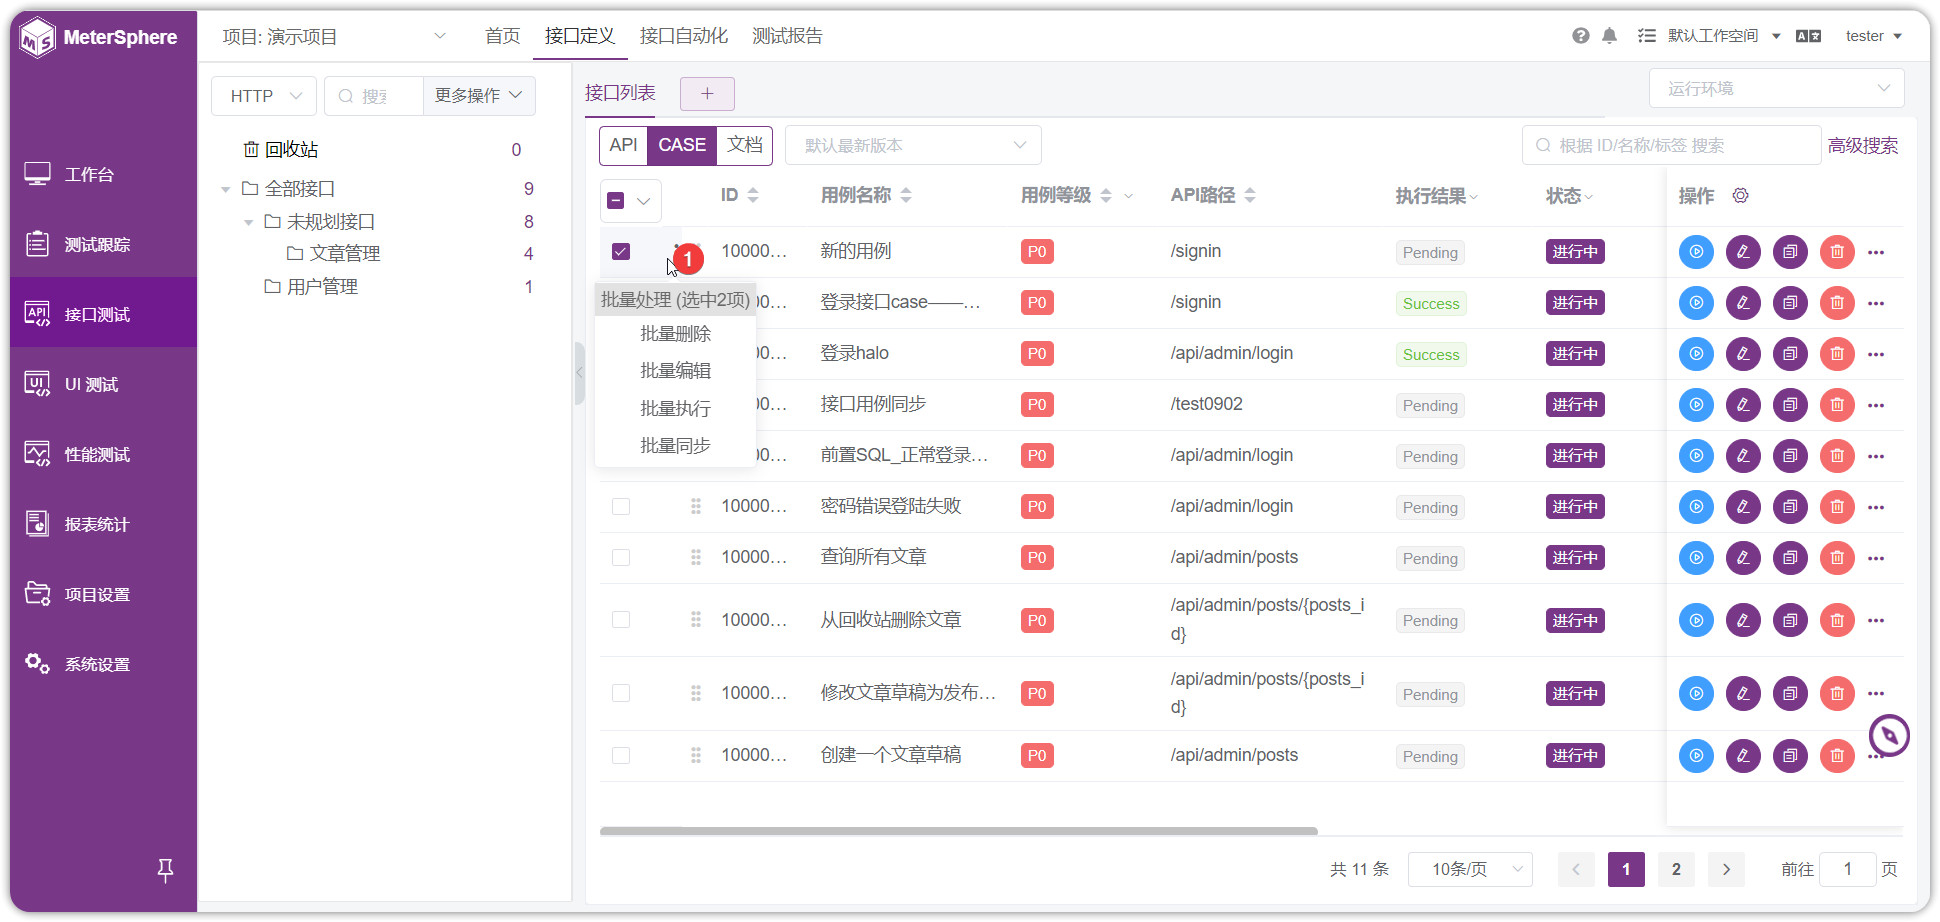 MeterSphere
项目: 演示项目
首页
接口定义
接口自动化
测试报告
默认工作空间
tester
工作台
测试跟踪
API
接口测试
UI
UI 测试
性能测试
报表统计
项目设置
系统设置
HTTP
更多操作
回收站 0
全部接口 9
未规划接口 8
文章管理 4
用户管理 1
接口列表
+
运行环境
API CASE 文档
默认最新版本
根据 ID/名称/标签 搜索
高级搜索
ID 用例名称 用例等级 API路径 执行结果 状态 操作
10000... 新的用例 P0 /signin Pending 进行中
1
0... 登录接口case——... P0 /signin Success 进行中
0... 登录halo P0 /api/admin/login Success 进行中
0... 接口用例同步 P0 /test0902 Pending 进行中
0... 前置SQL_正常登录... P0 /api/admin/login Pending 进行中
批量处理 (选中2项)
批量删除
批量编辑
批量执行
批量同步
10000... 密码错误登陆失败 P0 /api/admin/login Pending 进行中
10000... 查询所有文章 P0 /api/admin/posts Pending 进行中
10000... 从回收站删除文章 P0 /api/admin/posts/{posts_i
d} Pending 进行中
10000... 修改文章草稿为发布... P0 /api/admin/posts/{posts_i
d} Pending 进行中
10000... 创建一个文章草稿 P0 /api/admin/posts Pending 进行中
共 11 条
10条/页
1
2
前往 1 页